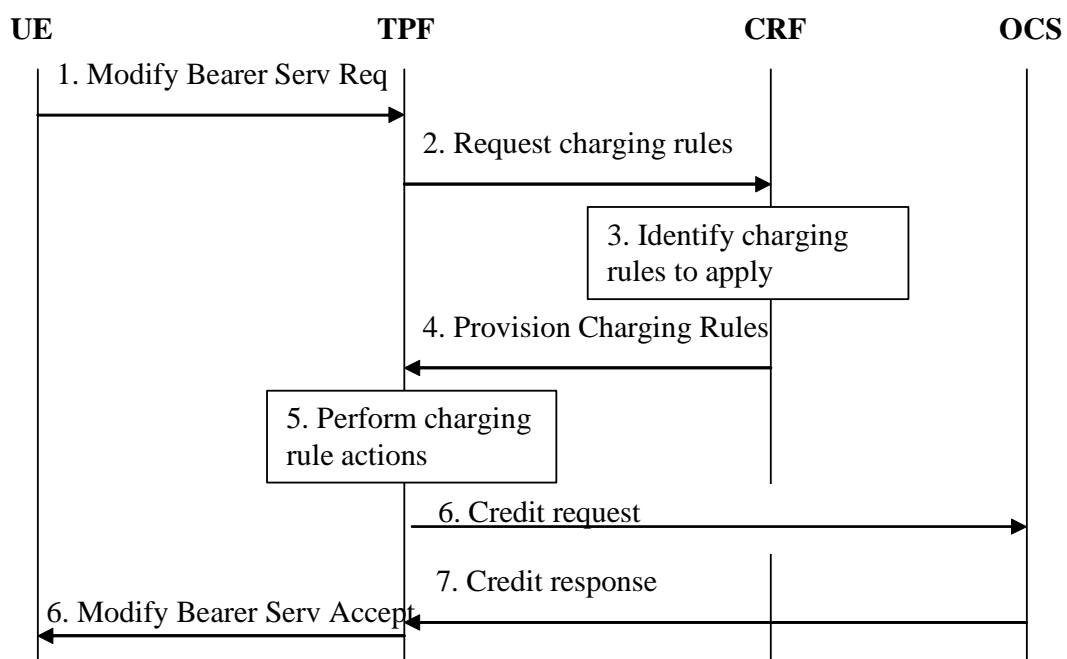 UE TPF CRF OCS
1. Modify Bearer Serv Req
2. Request charging rules
3. Identify charging
rules to apply
4. Provision Charging Rules
5. Perform charging
rule actions
6. Credit request
7. Credit response
6. Modify Bearer Serv Accept